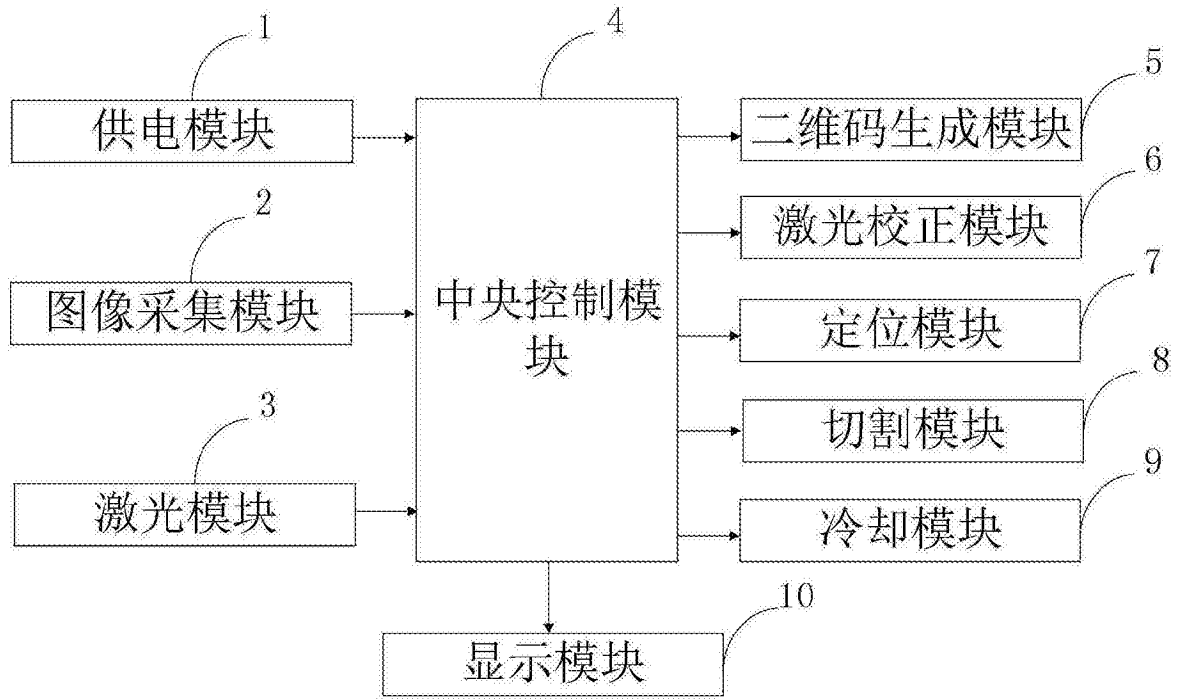 1
供电模块
2
图像采集模块
3
激光模块
4
中央控制模
块
5
二维码生成模块
6
激光校正模块
7
定位模块
8
切割模块
9
冷却模块
10
显示模块